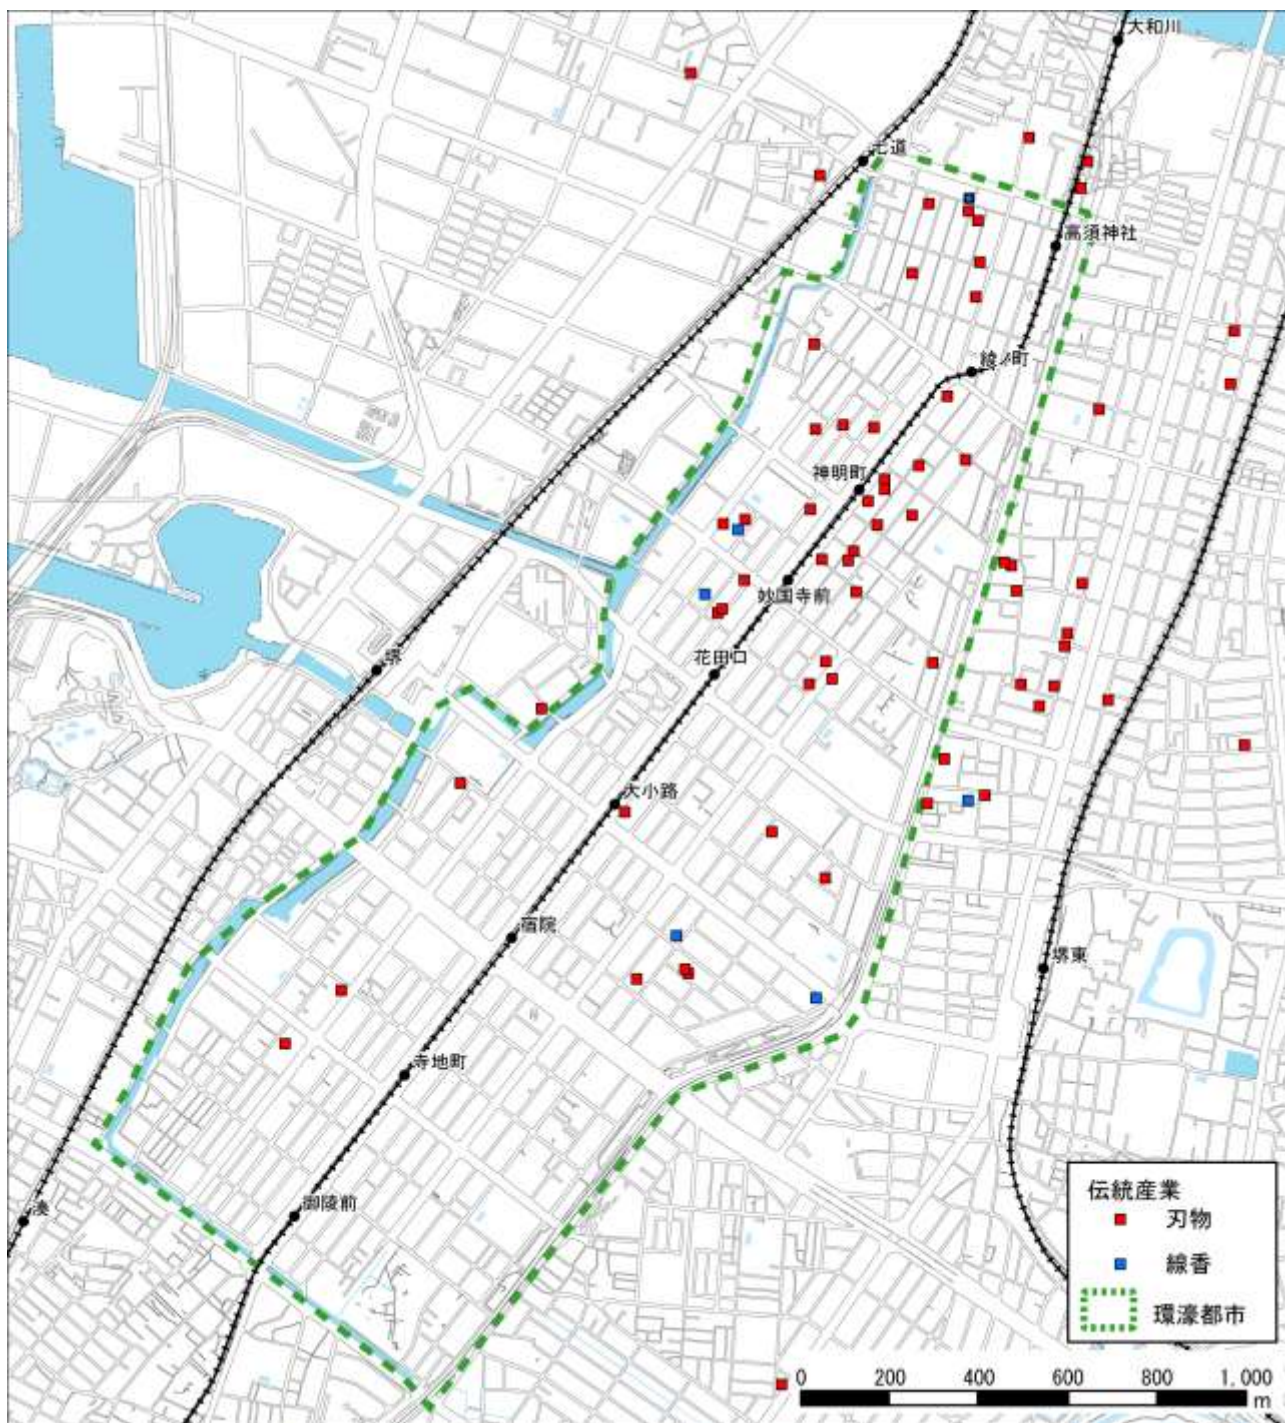 大和川
七道
高須神社
綾ノ町
神明町
妙国寺前
花田口
堺
大小路
宿院
堺東
寺地町
御陵前
湊
伝統産業
刃物
線香
環濠都市
0 200 400 600 800 1,000
m